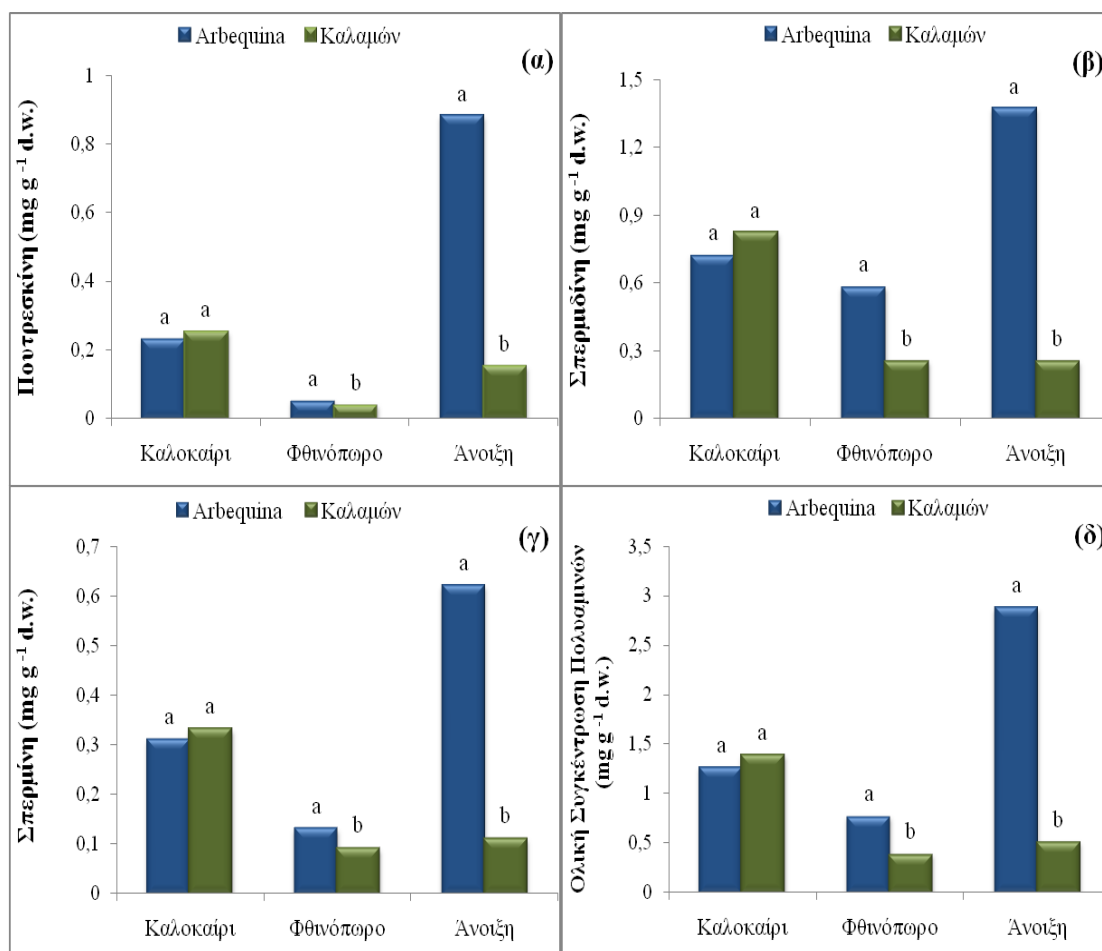 Arbequina Καλαμών
(α)
Πουτρεσκίνη (mg g -1 d.w.)
1
0,8
0,6
0,4
0,2
0
a a
a b
a
b
Καλοκαίρι Φθινόπωρο Άνοιξη
Arbequina Καλαμών
(β)
Σπερμιδίνη (mg g -1 d.w.)
1,5
1,2
0,9
0,6
0,3
0
a a
a
b
a
b
Καλοκαίρι Φθινόπωρο Άνοιξη
Arbequina Καλαμών
(γ)
Σπερμίνη (mg g -1 d.w.)
0,7
0,6
0,5
0,4
0,3
0,2
0,1
0
a a
a b
a
b
Καλοκαίρι Φθινόπωρο Άνοιξη
Arbequina Καλαμών
(δ)
Ολική Συγκέντρωση Πολυαμινών
(mg g -1 d.w.)
3,5
3
2,5
2
1,5
1
0,5
0
a a
a
b
a
b
Καλοκαίρι Φθινόπωρο Άνοιξη